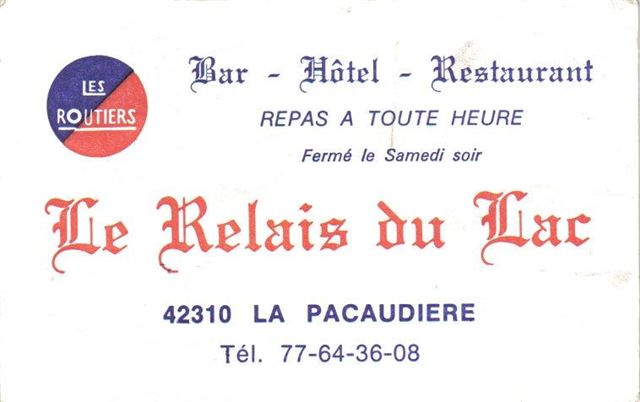 LES
ROUTIERS
Bar - Hôtel - Restaurant
REPAS A TOUTE HEURE
Fermé le Samedi soir
Le Relais du Lac
42310 LA PACAUDIERE
Tél. 77-64-36-08